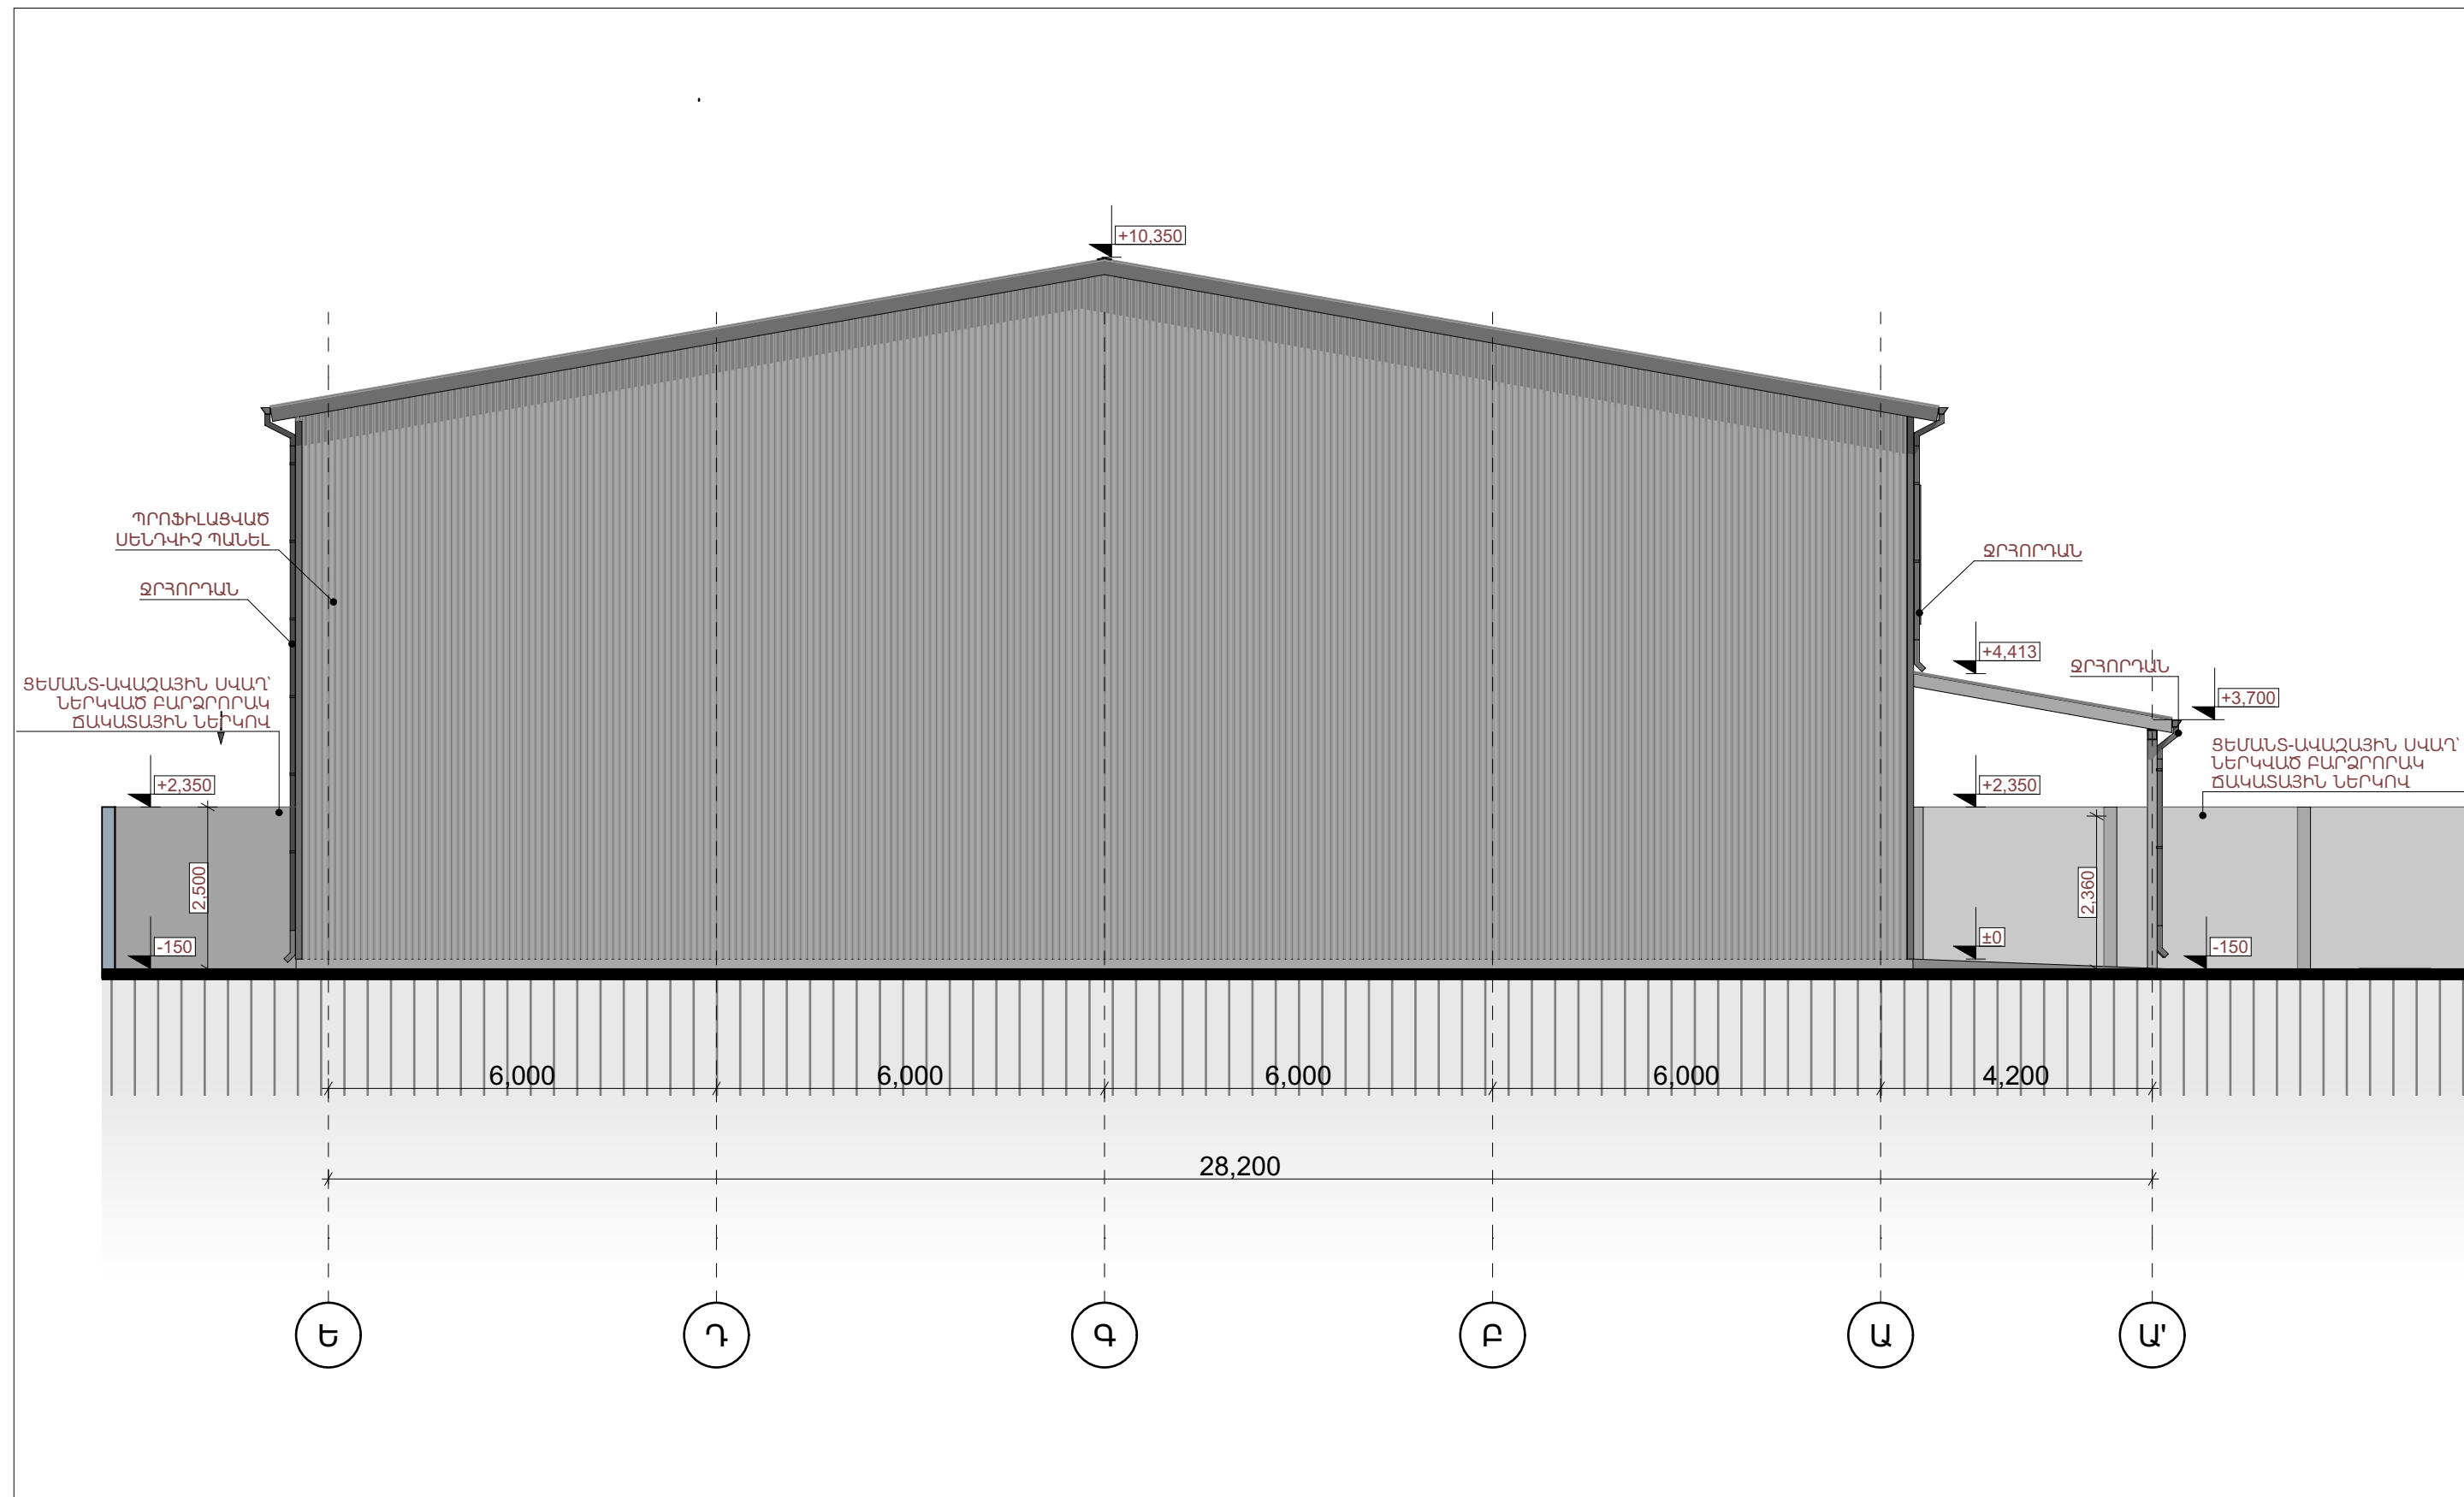 +10,350
ՊՐՈՖԻԼԱՑՎԱԾ
ՍԵՆԴՎԻՉ ՊԱՆԵԼ
ՋՐՀՈՐԴԱՆ
ՋՐՀՈՐԴԱՆ
+4,413
ՋՐՀՈՐԴԱՆ
+3,700
ՑԵՄԱՆՏ-ԱՎԱԶԱՅԻՆ ՍՎԱՂ՝
ՆԵՐԿՎԱԾ ԲԱՐՁՐՈՐԱԿ
ՃԱԿԱՏԱՅԻՆ ՆԵՐԿՈՎ
ՑԵՄԱՆՏ-ԱՎԱԶԱՅԻՆ ՍՎԱՂ՝
ՆԵՐԿՎԱԾ ԲԱՐՁՐՈՐԱԿ
ՃԱԿԱՏԱՅԻՆ ՆԵՐԿՈՎ
+2,350
+2,350
2,500
2,360
-150
±0
-150
6,000
6,000
6,000
6,000
4,200
28,200
Ե
Դ
Գ
Բ
Ա
Ա'